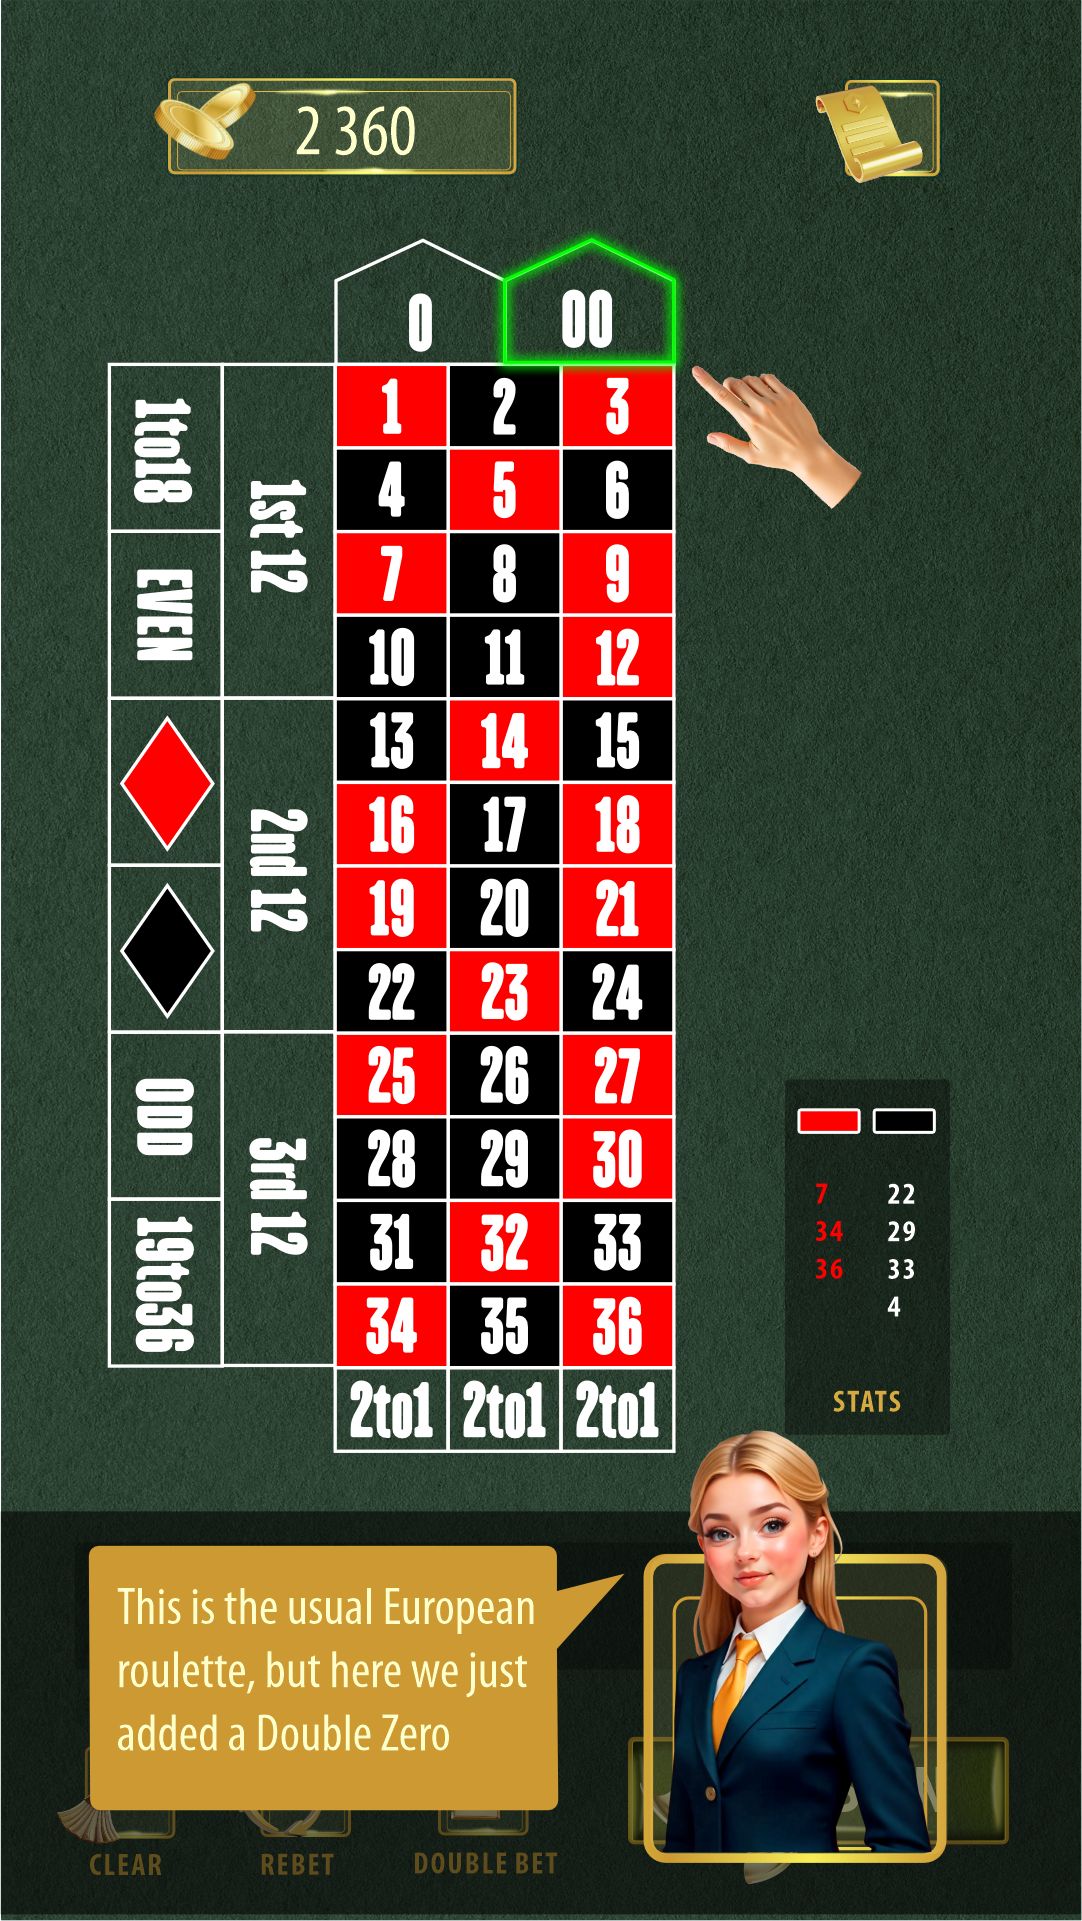 2 360
0 00
1 2 3
4 5 6
7 8 9
10 11 12
13 14 15
16 17 18
19 20 21
22 23 24
25 26 27
28 29 30
31 32 33
34 35 36
2to1 2to1 2to1
1st 12
2nd 12
3rd 12
1to18
EVEN
ODD
19to36
7 22
34 29
36 33
4
STATS
This is the usual European
roulette, but here we just
added a Double Zero
CLEAR
REBET
DOUBLE BET